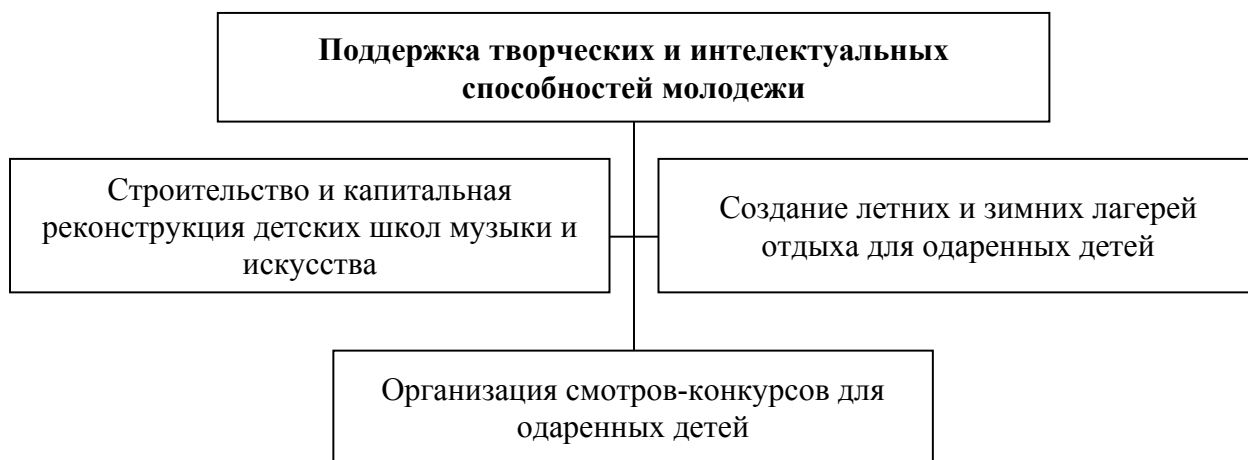 Поддержка творческих и интелектуальных
способностей молодежи
Строительство и капитальная
реконструкция детских школ музыки и
искусства
Создание летних и зимних лагерей
отдыха для одаренных детей
Организация смотров-конкурсов для
одаренных детей